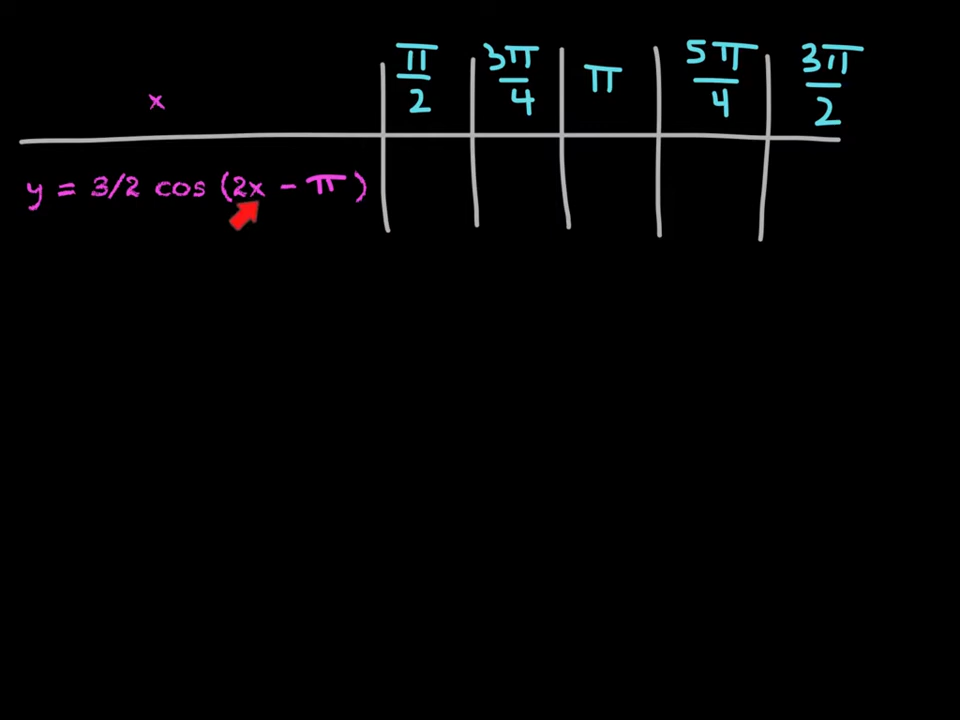 x π/2 3π/4 π 5π/4 3π/2
y = 3/2 cos (2x - π)